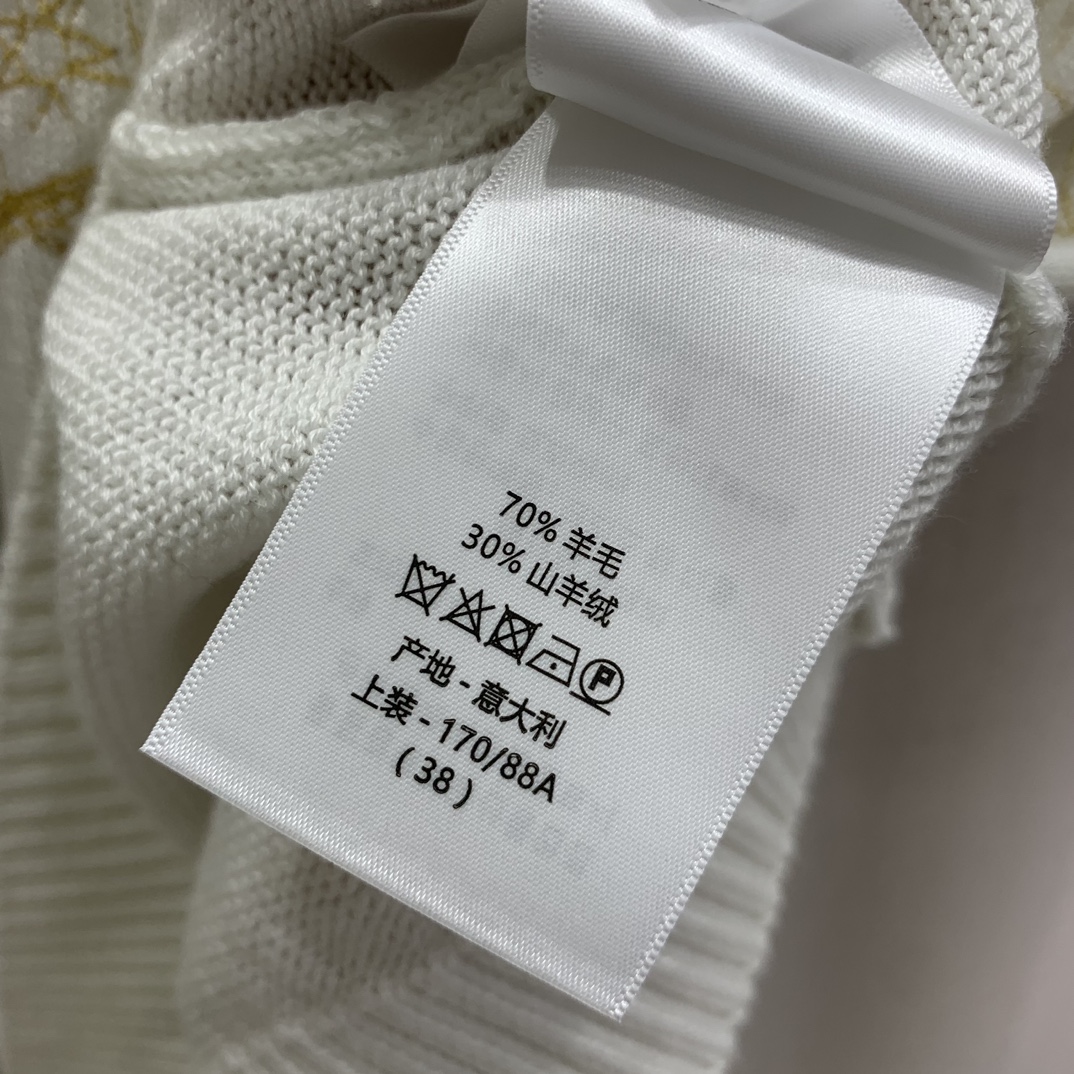 70% 羊毛
30% 山羊绒
P
产地 - 意大利
上装 - 170/88A
( 38 )